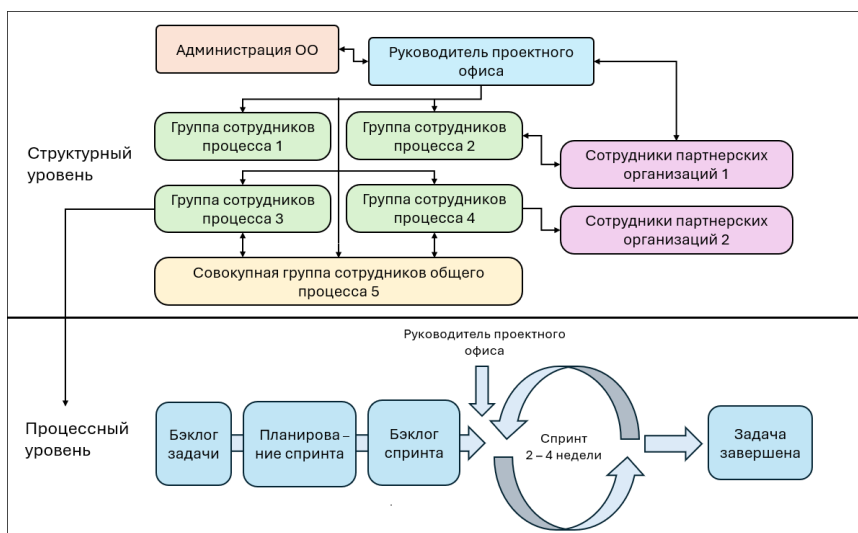 Администрация ОО
Руководитель проектного
офиса
Структурный
уровень
Группа сотрудников
процесса 1
Группа сотрудников
процесса 2
Сотрудники партнерских
организаций 1
Группа сотрудников
процесса 3
Группа сотрудников
процесса 4
Сотрудники партнерских
организаций 2
Совокупная группа сотрудников общего
процесса 5
Руководитель проектного
офиса
Процессный
уровень
Бэклог
задачи
Планирова –
ние спринта
Бэклог
спринта
Спринт
2 – 4 недели
Задача
завершена